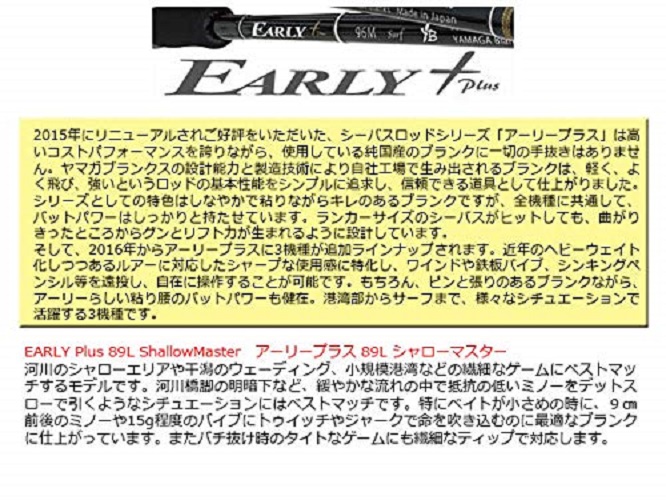 Made in Japan
EARLY+ 96M Surf YB YAMAGA
EARLY+Plus
2015年にリニューアルされご好評をいただいた、シーバスロッドシリーズ「アーリープラス」は高
いコストパフォーマンスを誇りながら、使用している純国産のブランクに一切の手抜きはありませ
ん。ヤマガブランクスの設計能力と製造技術により自社工場で生み出されるブランクは、軽く、よ
く飛び、強いというロッドの基本性能をシンプルに追求し、信頼できる道具として仕上がりました。
シリーズとしての特色はしなやかで粘りながらキレのあるブランクですが、全機種に共通して、
バットパワーはしっかりと持たせています。ランカーサイズのシーバスがヒットしても、曲がり
きったところからグンとリフト力が生まれるように設計しています。
そして、2016年からアーリープラスに3機種が追加ラインナップされます。近年のヘビーウェイト
化しつつあるルアーに対応したシャープな使用感に特化し、ワインドや鉄板バイブ、シンキングペ
ンシル等を遠投し、自在に操作することが可能です。もちろん、ピンと張りのあるブランクながら、
アーリーらしい粘り腰のバットパワーも健在。港湾部からサーフまで、様々なシチュエーションで
活躍する3機種です。
EARLY Plus 89L ShallowMaster アーリープラス 89L シャローマスター
河川のシャローエリアや干潟のウェーディング、小規模港湾などの繊細なゲームにベストマッ
チするモデルです。河川橋脚の明暗下など、緩やかな流れの中で抵抗の低いミノーをデットス
ローで引くようなシチュエーションにはベストマッチです。特にベイトが小さめの時に、９㎝
前後のミノーや15g程度のバイブにトゥイッチやジャークで命を吹き込むのに最適なブランク
に仕上がっています。またバチ抜け時のタイトなゲームにも繊細なティップで対応します。